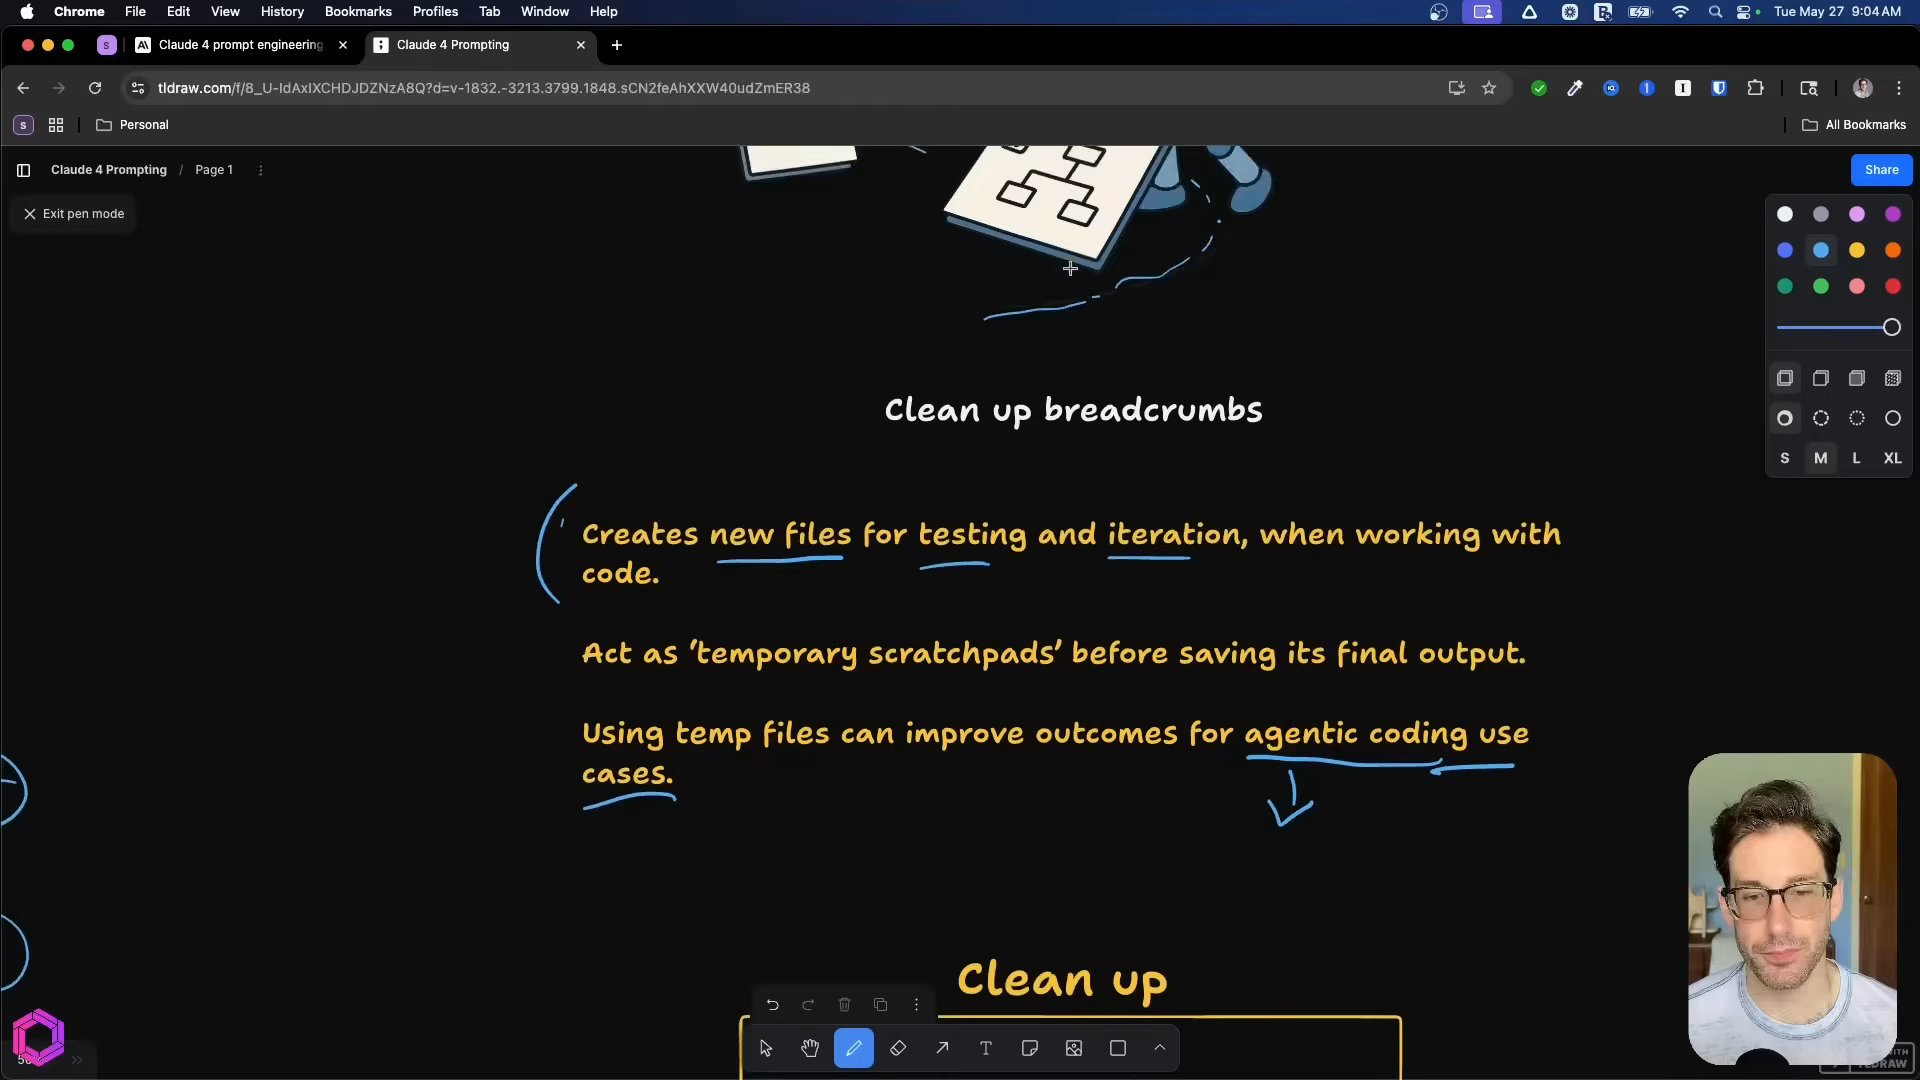 Chrome File Edit View History Bookmarks Profiles Tab Window Help Tue May 27 9:04 AM
S Claude 4 prompt engineering Claude 4 Prompting
tldraw.com/f/8_U-IdAxIXCHDJDZNzA8Q?d=v-1832.-3213.3799.1848.sCN2feAhXXW40udZmER38
S Personal All Bookmarks
Claude 4 Prompting / Page 1 Share
Exit pen mode
Clean up breadcrumbs
S M L XL
Creates new files for testing and iteration, when working with
code.
Act as 'temporary scratchpads' before saving its final output.
Using temp files can improve outcomes for agentic coding use
cases.
Clean up